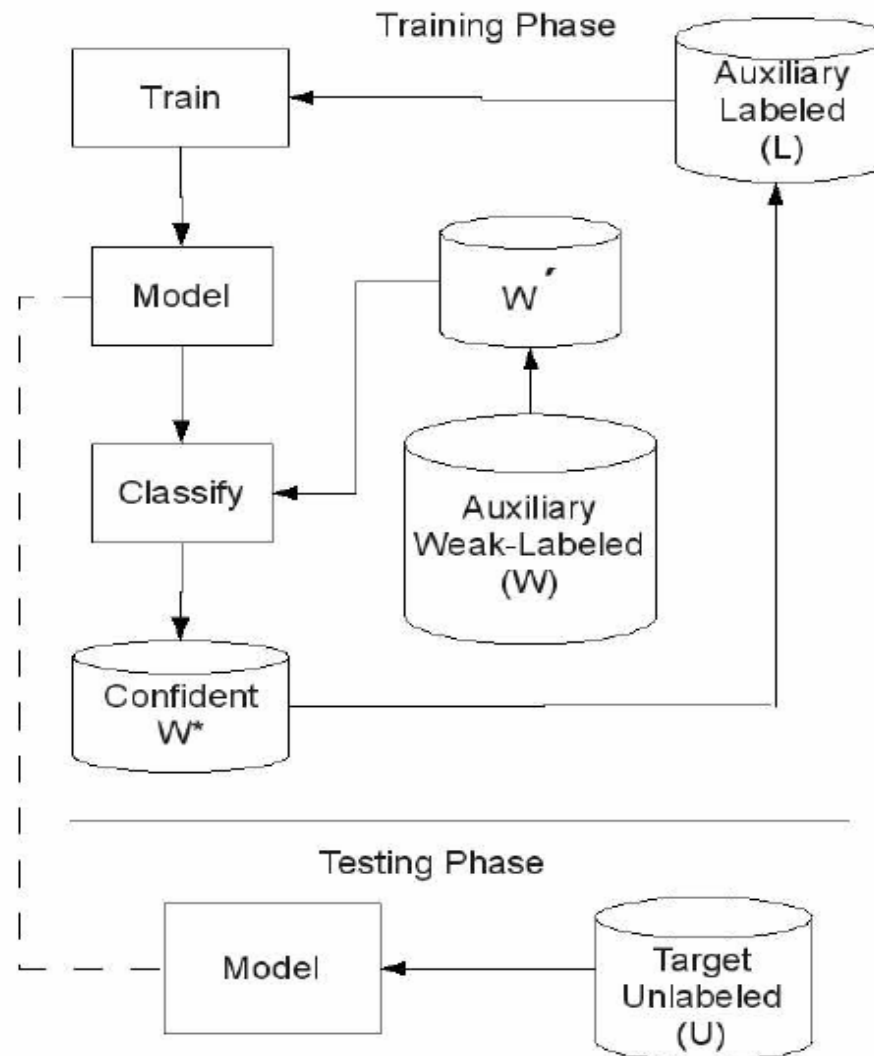 Training Phase
Auxiliary
Labeled
(L)
Train
Model
W´
Classify
Auxiliary
Weak-Labeled
(W)
Confident
W*
Testing Phase
Model
Target
Unlabeled
(U)